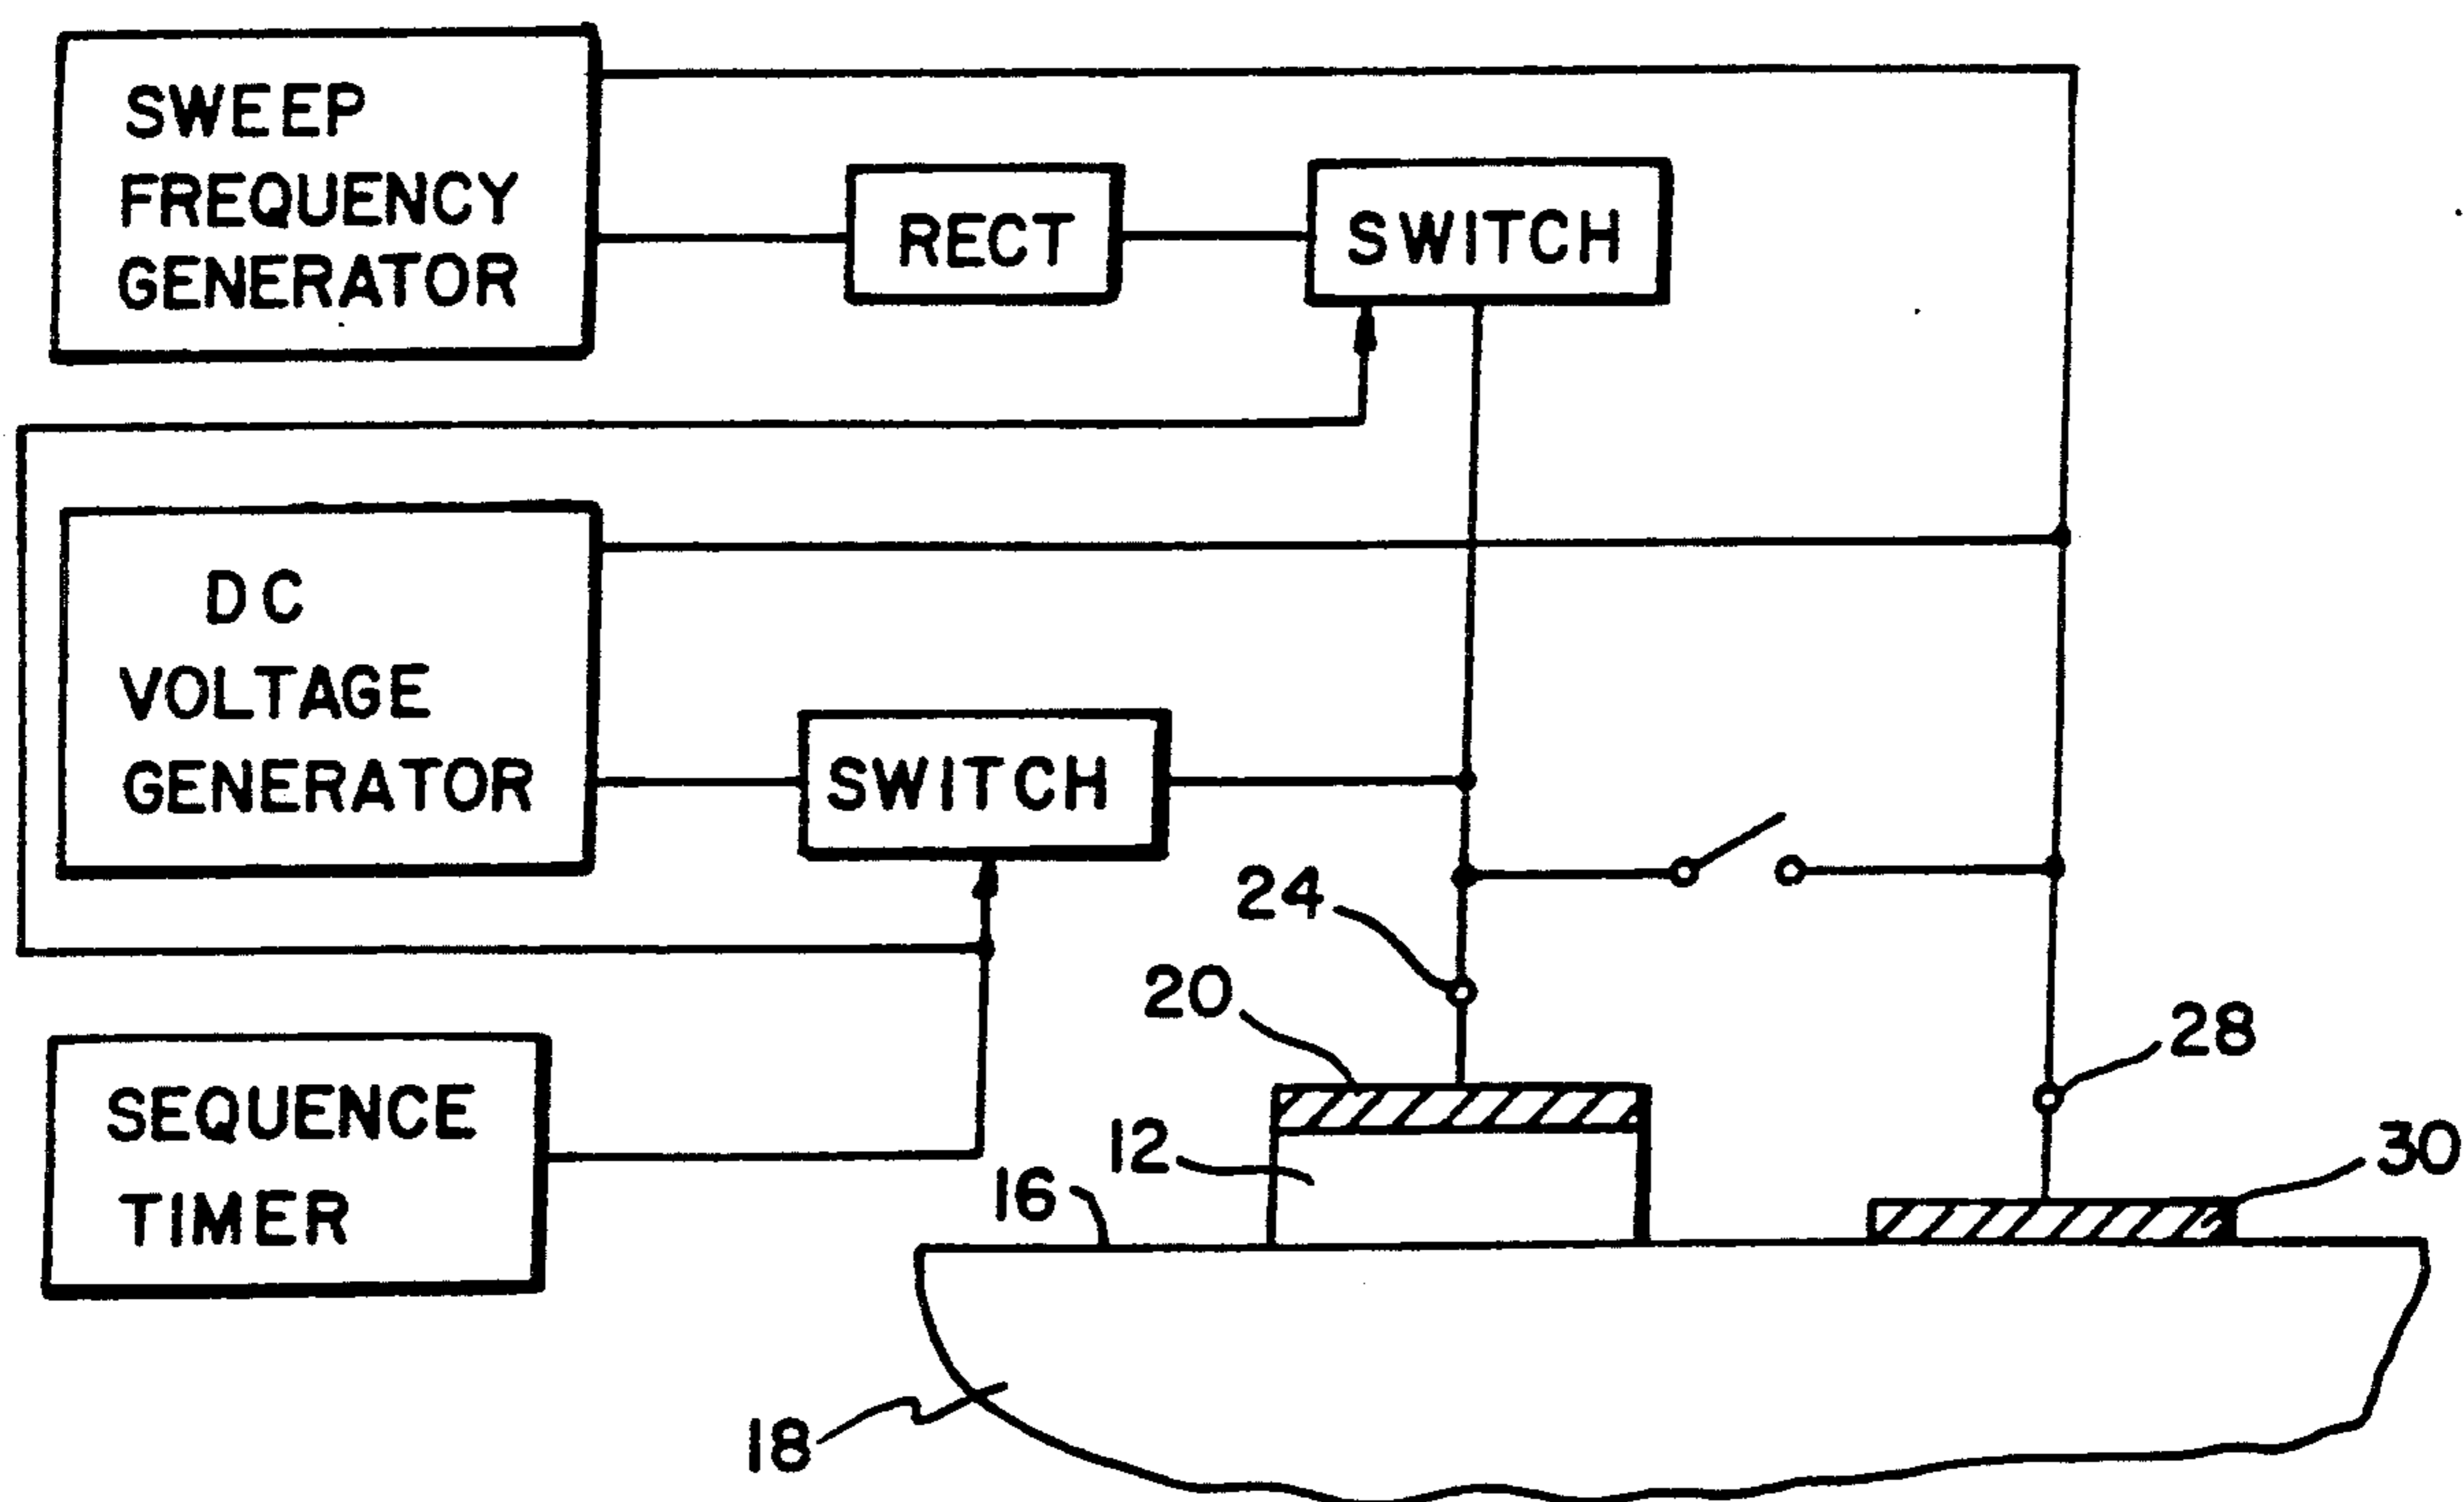 SWEEP
FREQUENCY
GENERATOR
RECT
SWITCH
DC
VOLTAGE
GENERATOR
SWITCH
24
20
28
SEQUENCE
TIMER
12
16
30
18